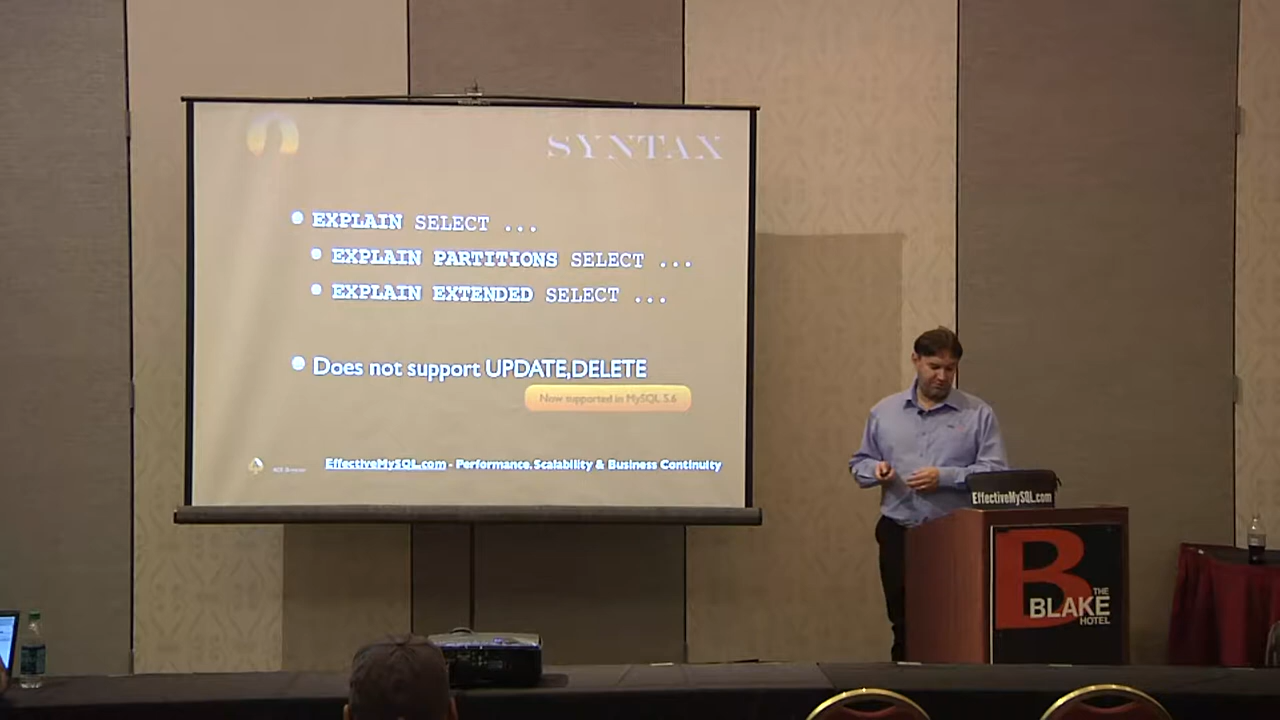 SYNTAX
EXPLAIN SELECT ...
EXPLAIN PARTITIONS SELECT ...
EXPLAIN EXTENDED SELECT ...
Does not support UPDATE,DELETE
Now supported in MySQL 5.6
EffectiveMySQL.com - Performance, Scalability & Business Continuity
EffectiveMySQL.com
B
THE
BLAKE
HOTEL